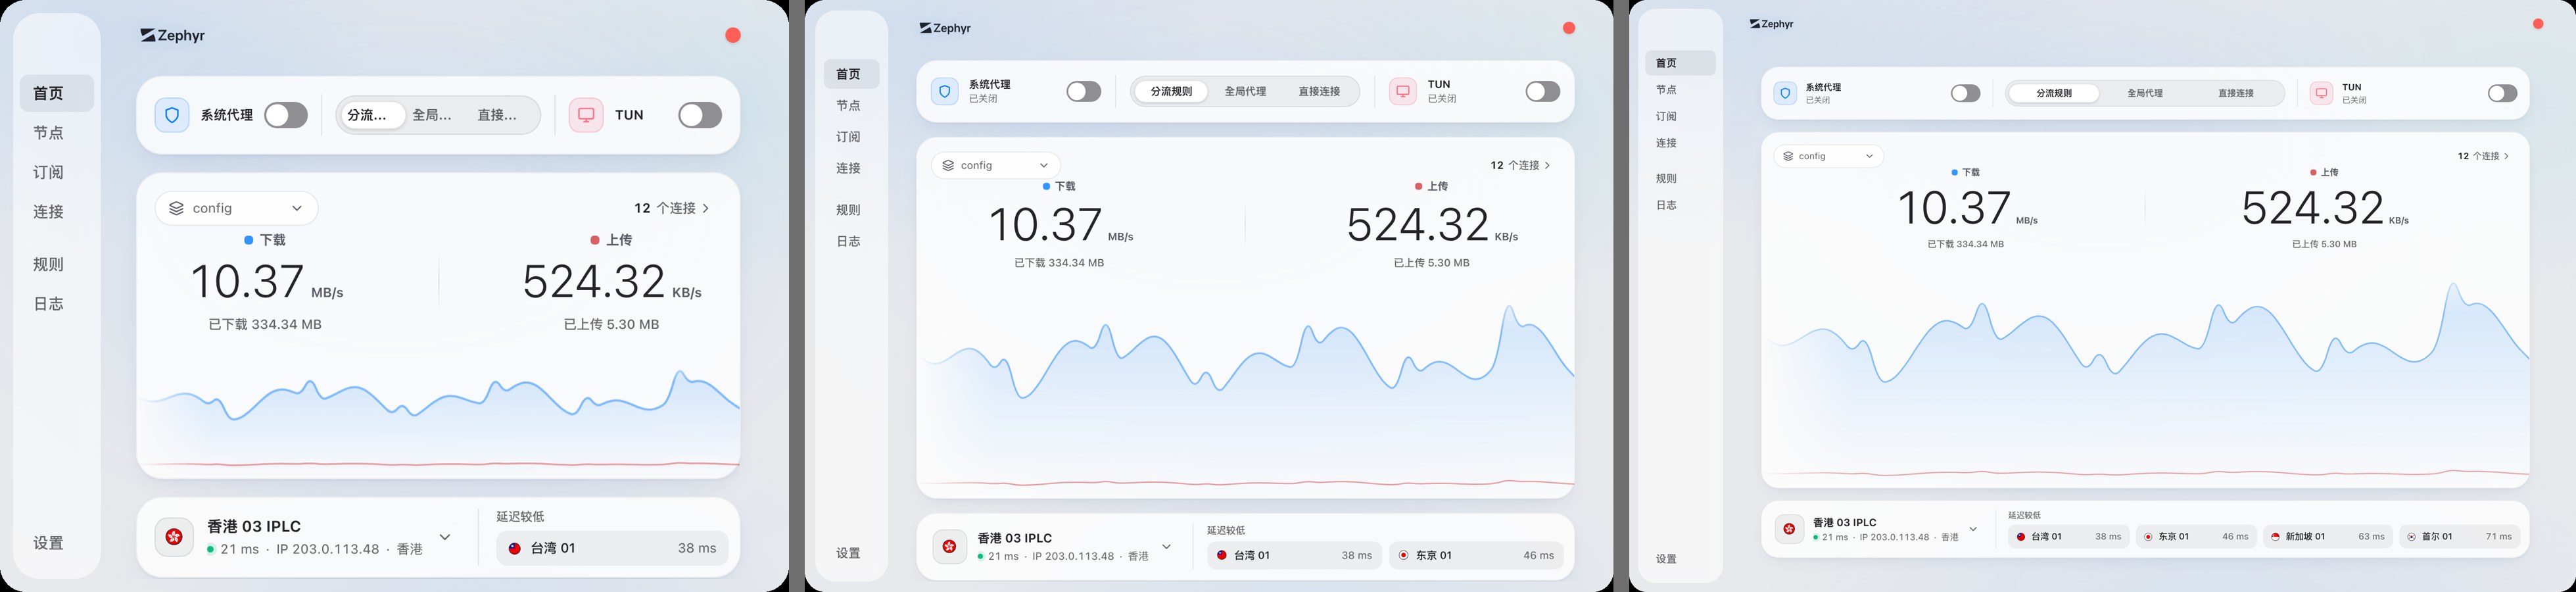 Zephyr
首页
节点
订阅
连接
规则
日志
设置
系统代理
分流...
全局...
直接...
TUN
config
12 个连接
下载
10.37 MB/s
已下载 334.34 MB
上传
524.32 KB/s
已上传 5.30 MB
香港 03 IPLC
21 ms · IP 203.0.113.48 · 香港
延迟较低
台湾 01 38 ms
Zephyr
首页
节点
订阅
连接
规则
日志
设置
系统代理
已关闭
分流规则
全局代理
直接连接
TUN
已关闭
config
12 个连接
下载
10.37 MB/s
已下载 334.34 MB
上传
524.32 KB/s
已上传 5.30 MB
香港 03 IPLC
21 ms · IP 203.0.113.48 · 香港
延迟较低
台湾 01 38 ms
东京 01 46 ms
Zephyr
首页
节点
订阅
连接
规则
日志
设置
系统代理
已关闭
分流规则
全局代理
直接连接
TUN
已关闭
config
12 个连接
下载
10.37 MB/s
已下载 334.34 MB
上传
524.32 KB/s
已上传 5.30 MB
香港 03 IPLC
21 ms · IP 203.0.113.48 · 香港
延迟较低
台湾 01 38 ms
东京 01 46 ms
新加坡 01 63 ms
首尔 01 71 ms